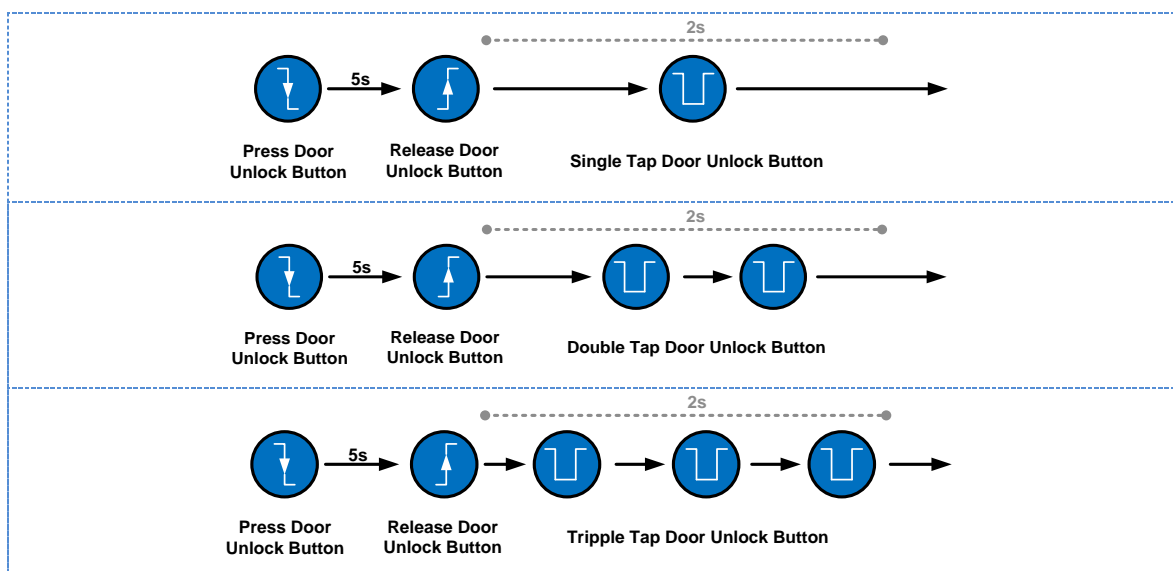 2s
5s
Press Door
Unlock Button
Release Door
Unlock Button
Single Tap Door Unlock Button
2s
5s
Press Door
Unlock Button
Release Door
Unlock Button
Double Tap Door Unlock Button
2s
5s
Press Door
Unlock Button
Release Door
Unlock Button
Tripple Tap Door Unlock Button